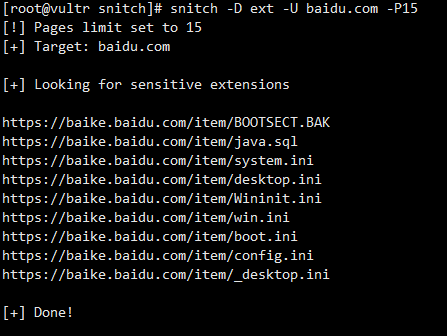 [root@vultr snitch]# snitch -D ext -U baidu.com -P15
[!] Pages limit set to 15
[+] Target: baidu.com
[+] Looking for sensitive extensions
https://baike.baidu.com/item/BOOTSECT.BAK
https://baike.baidu.com/item/java.sql
https://baike.baidu.com/item/system.ini
https://baike.baidu.com/item/desktop.ini
https://baike.baidu.com/item/Wininit.ini
https://baike.baidu.com/item/win.ini
https://baike.baidu.com/item/boot.ini
https://baike.baidu.com/item/config.ini
https://baike.baidu.com/item/_desktop.ini
[+] Done!